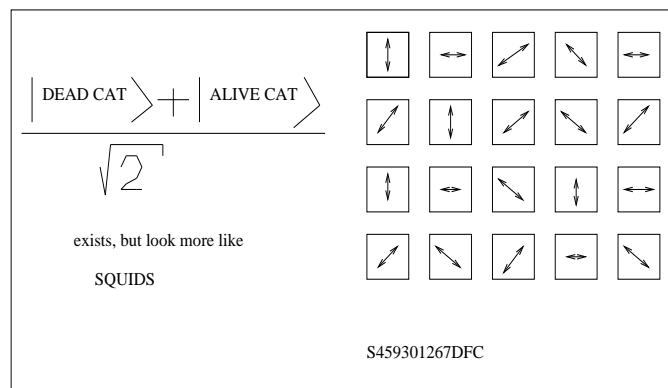 | DEAD CAT 〉 + | ALIVE CAT 〉
√2
exists, but look more like
SQUIDS
S459301267DFC